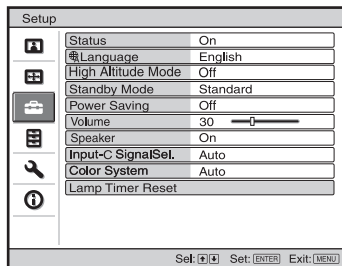 Setup
Status On
Language English
High Altitude Mode Off
Standby Mode Standard
Power Saving Off
Volume 30
Speaker On
Input-C SignalSel. Auto
Color System Auto
Lamp Timer Reset
Sel: Set: ENTER Exit: MENU